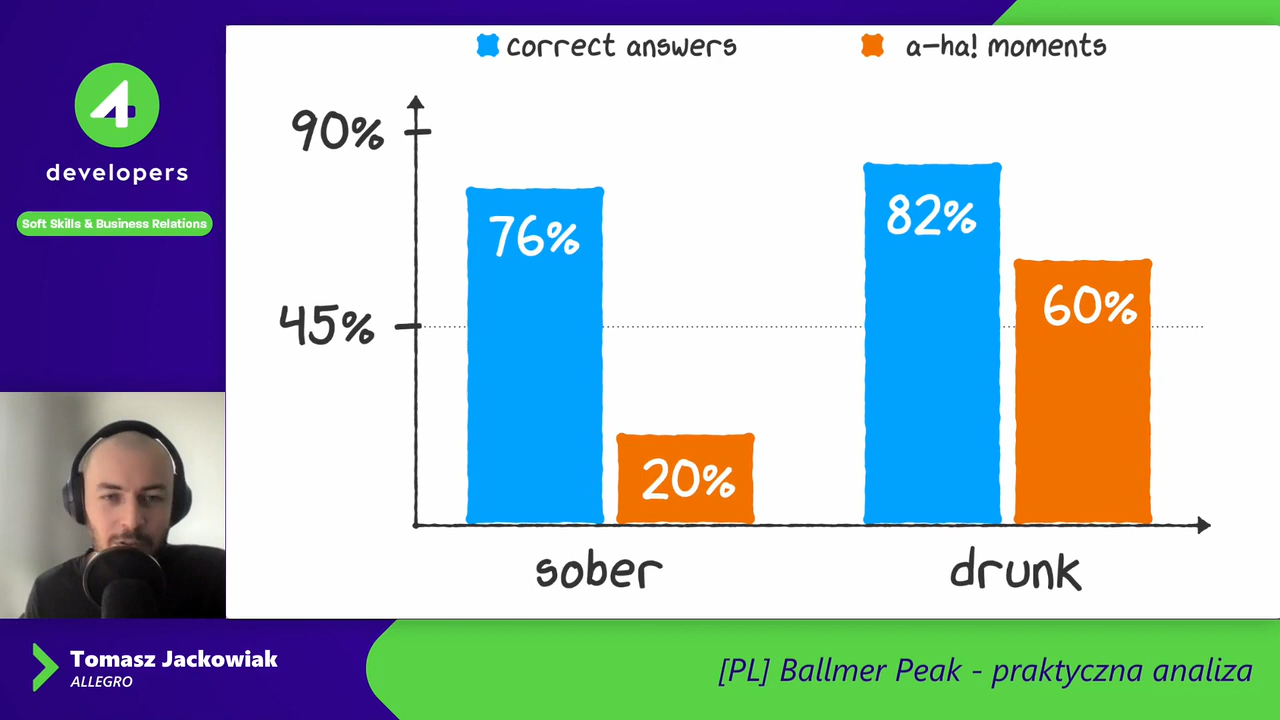 4
developers
Soft Skills & Business Relations
correct answers
a-ha! moments
90%
45%
76%
20%
82%
60%
sober
drunk
Tomasz Jackowiak
ALLEGRO
[PL] Ballmer Peak - praktyczna analiza